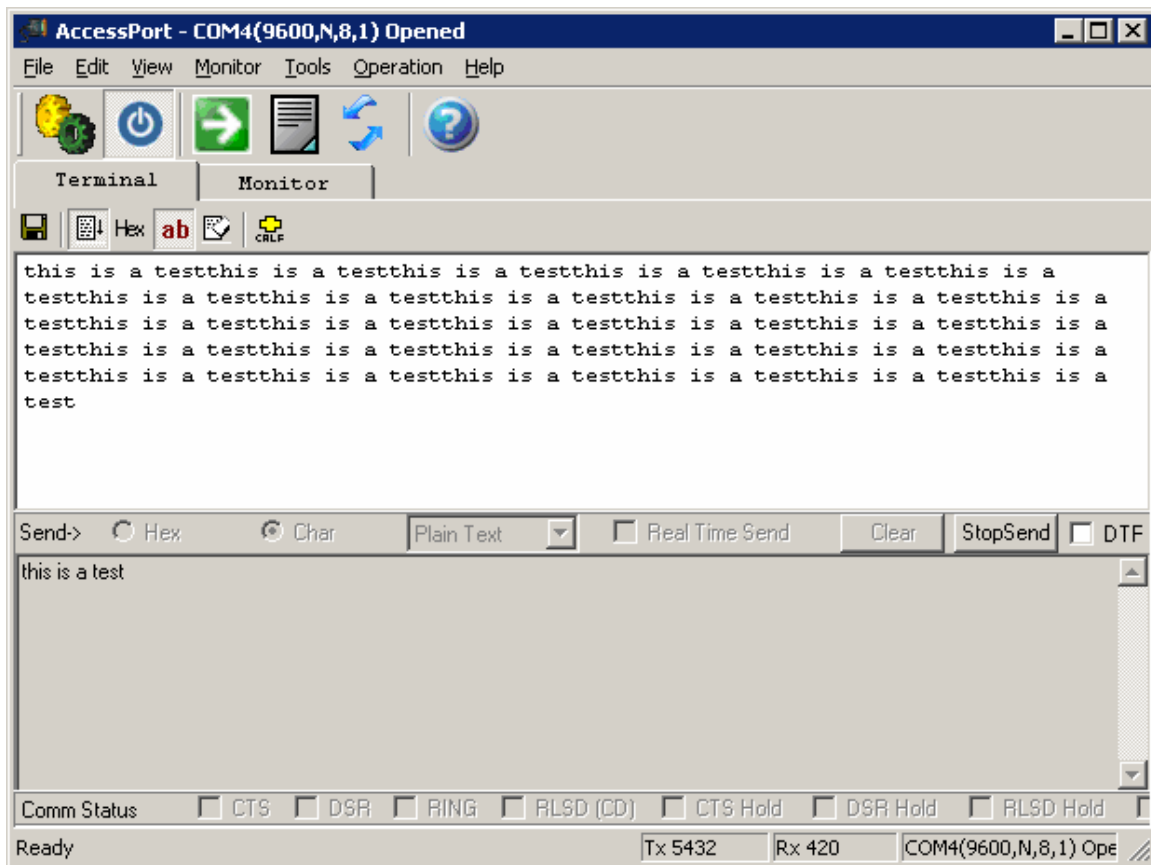 AccessPort - COM4(9600,N,8,1) Opened
File Edit View Monitor Tools Operation Help
Terminal Monitor
Hex ab CRLF
this is a testthis is a testthis is a testthis is a testthis is a testthis is a
testthis is a testthis is a testthis is a testthis is a testthis is a testthis is a
testthis is a testthis is a testthis is a testthis is a testthis is a testthis is a
testthis is a testthis is a testthis is a testthis is a testthis is a testthis is a
testthis is a testthis is a testthis is a testthis is a testthis is a testthis is a
test
Send-> Hex Char Plain Text Real Time Send Clear StopSend DTF
this is a test
Comm Status CTS DSR RING RLSD (CD) CTS Hold DSR Hold RLSD Hold
Ready Tx 5432 Rx 420 COM4(9600,N,8,1) Ope